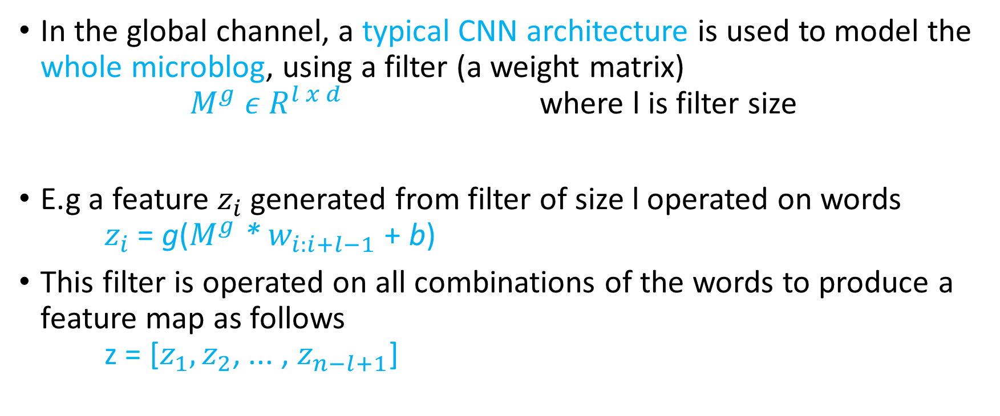 • In the global channel, a typical CNN architecture is used to model the
whole microblog, using a filter (a weight matrix)
$M^g \epsilon R^{l x d}$ where l is filter size
• E.g a feature $z_i$ generated from filter of size l operated on words
$z_i = g(M^g * w_{i:i+l-1} + b)$
• This filter is operated on all combinations of the words to produce a
feature map as follows
z = $[z_1, z_2, \ldots, z_{n-l+1}]$